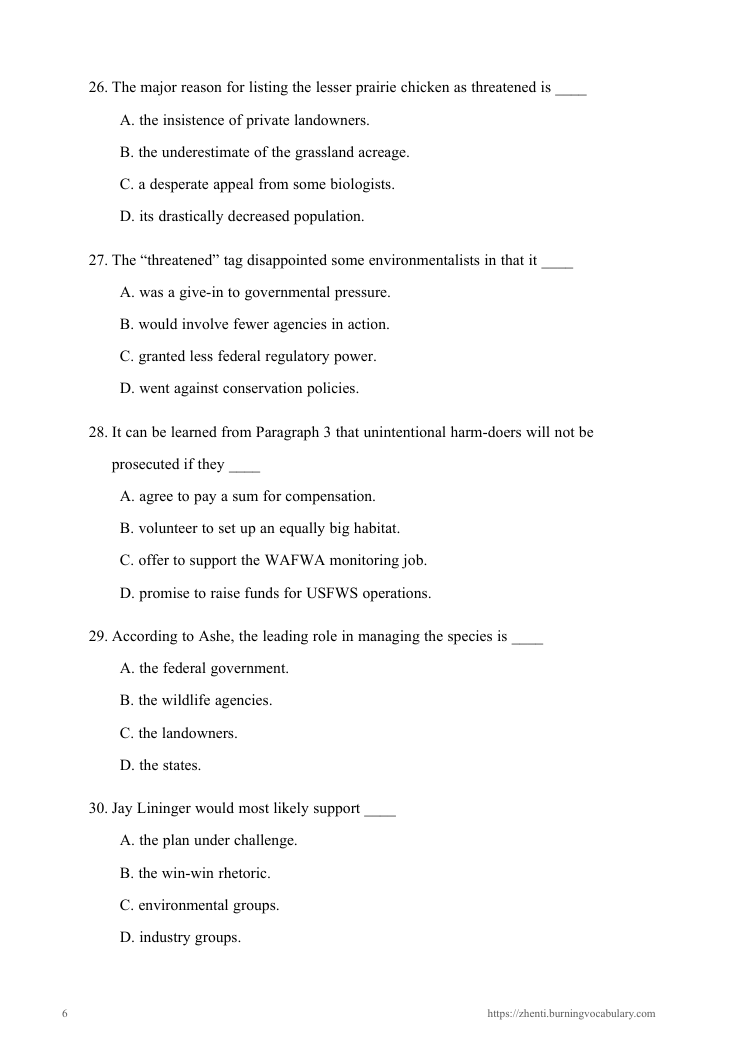 26. The major reason for listing the lesser prairie chicken as threatened is ____
A. the insistence of private landowners.
B. the underestimate of the grassland acreage.
C. a desperate appeal from some biologists.
D. its drastically decreased population.
27. The “threatened” tag disappointed some environmentalists in that it ____
A. was a give-in to governmental pressure.
B. would involve fewer agencies in action.
C. granted less federal regulatory power.
D. went against conservation policies.
28. It can be learned from Paragraph 3 that unintentional harm-doers will not be
prosecuted if they ____
A. agree to pay a sum for compensation.
B. volunteer to set up an equally big habitat.
C. offer to support the WAFWA monitoring job.
D. promise to raise funds for USFWS operations.
29. According to Ashe, the leading role in managing the species is ____
A. the federal government.
B. the wildlife agencies.
C. the landowners.
D. the states.
30. Jay Lininger would most likely support ____
A. the plan under challenge.
B. the win-win rhetoric.
C. environmental groups.
D. industry groups.
6 https://zhenti.burningvocabulary.com